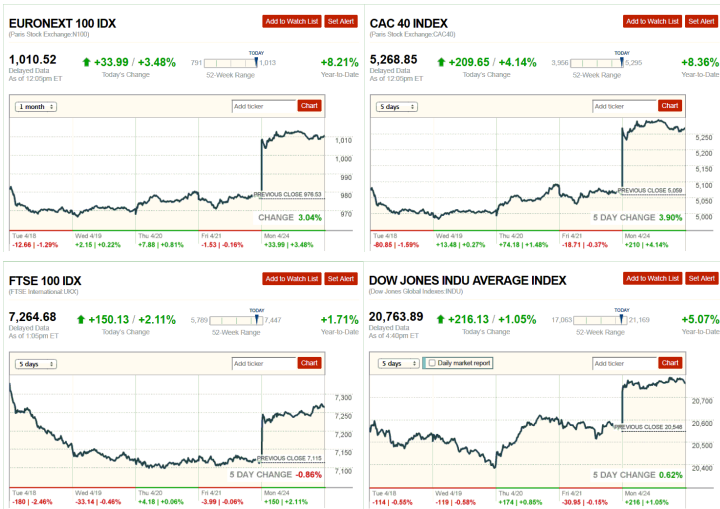 EURONEXT 100 IDX
Add to Watch List Set Alert
(Paris Stock Exchange:N100)
1,010.52
Delayed Data
As of 12:05pm ET
+33.99 / +3.48%
Today's Change
TODAY
791 1,013
52-Week Range
+8.21%
Year-to-Date
1 month
Add ticker Chart
1,010
1,000
990
980
970
PREVIOUS CLOSE 976.53
CHANGE 3.04%
Tue 4/18 Wed 4/19 Thu 4/20 Fri 4/21 Mon 4/24
-12.66 | -1.29% +2.15 | +0.22% +7.88 | +0.81% -1.53 | -0.16% +33.99 | +3.48%
CAC 40 INDEX
Add to Watch List Set Alert
(Paris Stock Exchange:CAC40)
5,268.85
Delayed Data
As of 12:05pm ET
+209.65 / +4.14%
Today's Change
TODAY
3,956 5,295
52-Week Range
+8.36%
Year-to-Date
5 days
Add ticker Chart
5,250
5,200
5,150
5,100
5,050
5,000
PREVIOUS CLOSE 5,059
5 DAY CHANGE 3.90%
Tue 4/18 Wed 4/19 Thu 4/20 Fri 4/21 Mon 4/24
-80.85 | -1.59% +13.48 | +0.27% +74.18 | +1.48% -18.71 | -0.37% +210 | +4.14%
FTSE 100 IDX
Add to Watch List Set Alert
(FTSE International:UKX)
7,264.68
Delayed Data
As of 1:05pm ET
+150.13 / +2.11%
Today's Change
TODAY
5,789 7,447
52-Week Range
+1.71%
Year-to-Date
5 days
Add ticker Chart
7,300
7,250
7,200
7,150
7,100
PREVIOUS CLOSE 7,115
5 DAY CHANGE -0.86%
Tue 4/18 Wed 4/19 Thu 4/20 Fri 4/21 Mon 4/24
-180 | -2.46% -33.14 | -0.46% +4.18 | +0.06% -3.99 | -0.06% +150 | +2.11%
DOW JONES INDU AVERAGE INDEX
Add to Watch List Set Alert
(Dow Jones Global Indexes:INDU)
20,763.89
Delayed Data
As of 4:40pm ET
+216.13 / +1.05%
Today's Change
TODAY
17,063 21,169
52-Week Range
+5.07%
Year-to-Date
5 days
Daily market report
Add ticker Chart
20,700
20,600
20,500
20,400
PREVIOUS CLOSE 20,548
5 DAY CHANGE 0.62%
Tue 4/18 Wed 4/19 Thu 4/20 Fri 4/21 Mon 4/24
-114 | -0.55% -119 | -0.58% +174 | +0.85% -30.95 | -0.15% +216 | +1.05%